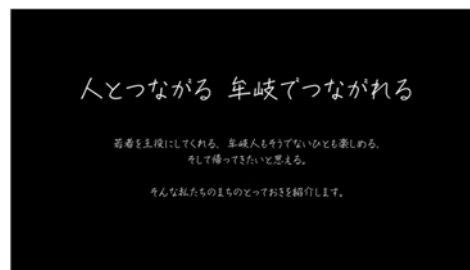 人とつながる 牟岐でつながれる
若者を主役にしてくれる、牟岐人もそうでないひとも楽しめる、
そして帰ってきたいと思える。
そんな私たちのまちのとっておきを紹介します。